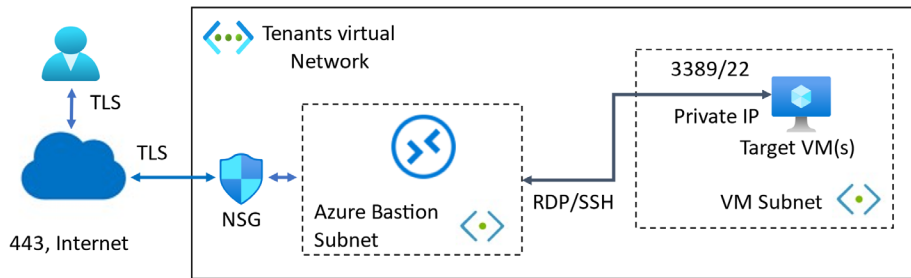 Tenants virtual
Network
TLS
TLS
443, Internet
NSG
Azure Bastion
Subnet
RDP/SSH
3389/22
Private IP
Target VM(s)
VM Subnet